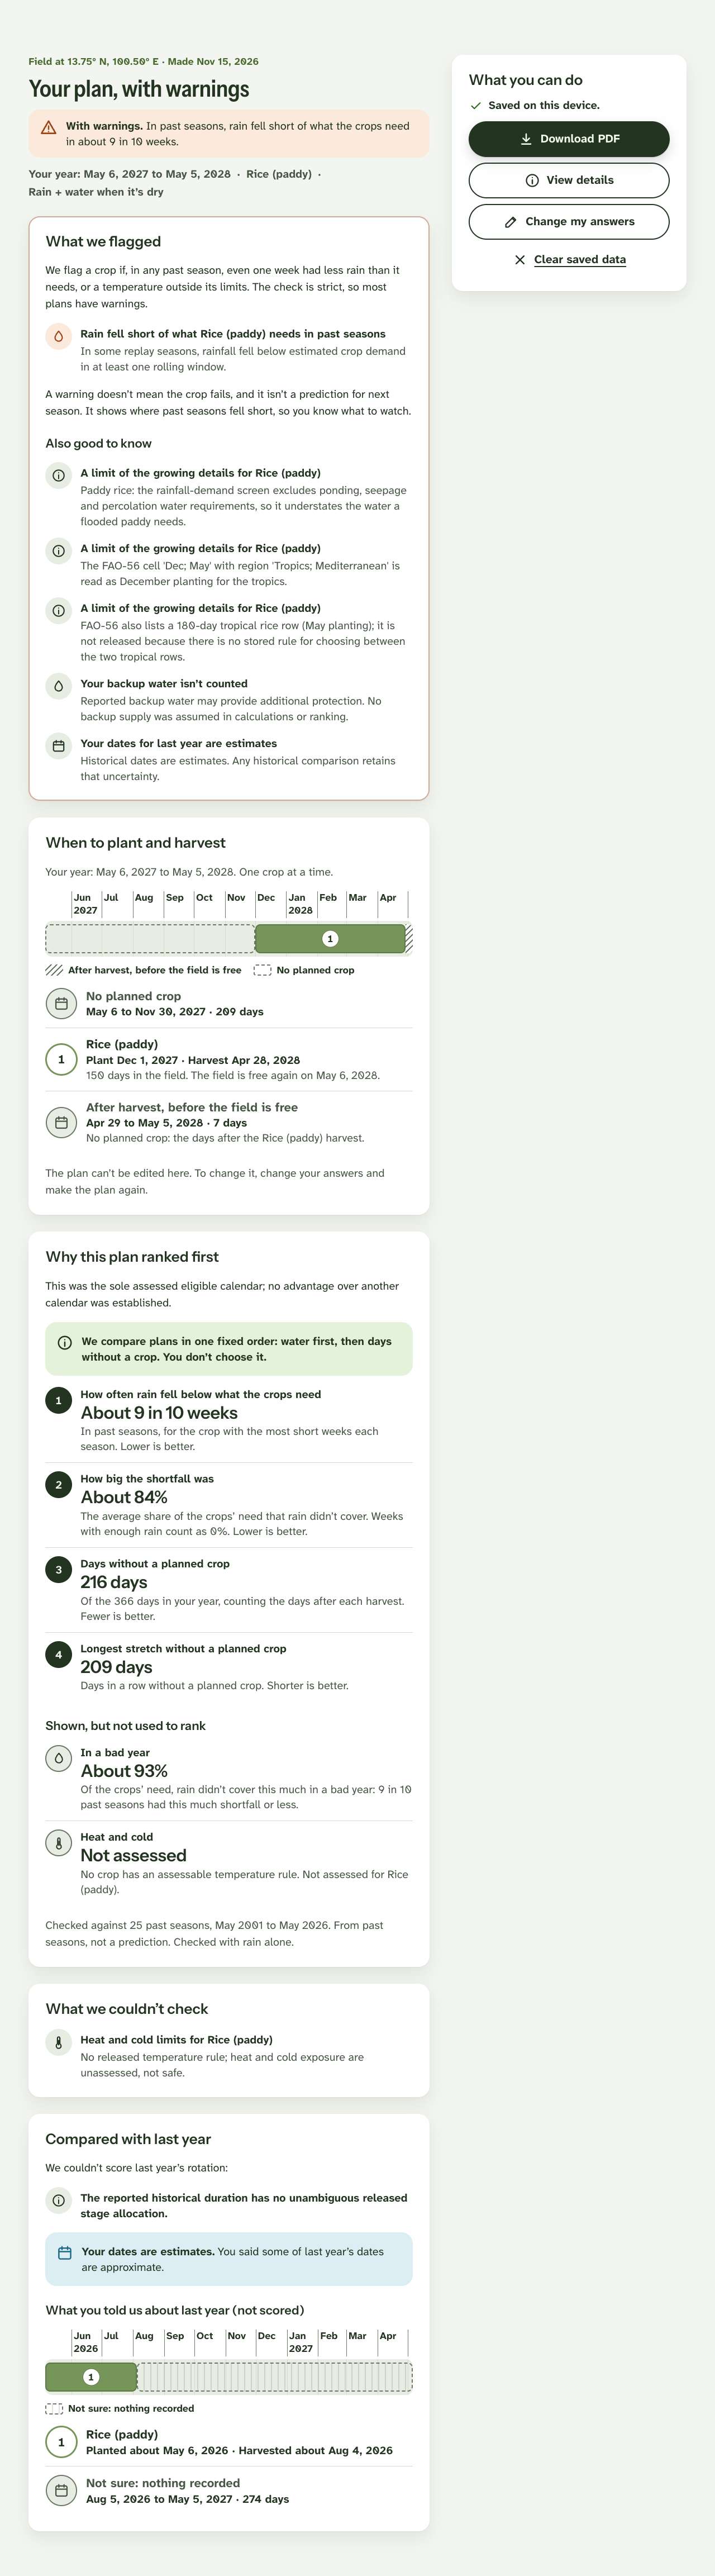 Field at 13.75° N, 100.50° E · Made Nov 15, 2026
Your plan, with warnings
With warnings. In past seasons, rain fell short of what the crops need
in about 9 in 10 weeks.
Your year: May 6, 2027 to May 5, 2028 · Rice (paddy) ·
Rain + water when it's dry
What you can do
Saved on this device.
Download PDF
View details
Change my answers
Clear saved data
What we flagged
We flag a crop if, in any past season, even one week had less rain than it
needs, or a temperature outside its limits. The check is strict, so most
plans have warnings.
Rain fell short of what Rice (paddy) needs in past seasons
In some replay seasons, rainfall fell below estimated crop demand
in at least one rolling window.
A warning doesn't mean the crop fails, and it isn't a prediction for next
season. It shows where past seasons fell short, so you know what to watch.
Also good to know
A limit of the growing details for Rice (paddy)
Paddy rice: the rainfall-demand screen excludes ponding, seepage
and percolation water requirements, so it understates the water a
flooded paddy needs.
A limit of the growing details for Rice (paddy)
The FAO-56 cell 'Dec; May' with region 'Tropics; Mediterranean' is
read as December planting for the tropics.
A limit of the growing details for Rice (paddy)
FAO-56 also lists a 180-day tropical rice row (May planting); it is
not released because there is no stored rule for choosing between
the two tropical rows.
Your backup water isn't counted
Reported backup water may provide additional protection. No
backup supply was assumed in calculations or ranking.
Your dates for last year are estimates
Historical dates are estimates. Any historical comparison retains
that uncertainty.
When to plant and harvest
Your year: May 6, 2027 to May 5, 2028. One crop at a time.
Jun Jul Aug Sep Oct Nov Dec Jan Feb Mar Apr
2027 2028
1
After harvest, before the field is free No planned crop
No planned crop
May 6 to Nov 30, 2027 · 209 days
1
Rice (paddy)
Plant Dec 1, 2027 · Harvest Apr 28, 2028
150 days in the field. The field is free again on May 6, 2028.
After harvest, before the field is free
Apr 29 to May 5, 2028 · 7 days
No planned crop: the days after the Rice (paddy) harvest.
The plan can't be edited here. To change it, change your answers and
make the plan again.
Why this plan ranked first
This was the sole assessed eligible calendar; no advantage over another
calendar was established.
We compare plans in one fixed order: water first, then days
without a crop. You don't choose it.
1
How often rain fell below what the crops need
About 9 in 10 weeks
In past seasons, for the crop with the most short weeks each
season. Lower is better.
2
How big the shortfall was
About 84%
The average share of the crops' need that rain didn't cover. Weeks
with enough rain count as 0%. Lower is better.
3
Days without a planned crop
216 days
Of the 366 days in your year, counting the days after each harvest.
Fewer is better.
4
Longest stretch without a planned crop
209 days
Days in a row without a planned crop. Shorter is better.
Shown, but not used to rank
In a bad year
About 93%
Of the crops' need, rain didn't cover this much in a bad year: 9 in 10
past seasons had this much shortfall or less.
Heat and cold
Not assessed
No crop has an assessable temperature rule. Not assessed for Rice
(paddy).
Checked against 25 past seasons, May 2001 to May 2026. From past
seasons, not a prediction. Checked with rain alone.
What we couldn't check
Heat and cold limits for Rice (paddy)
No released temperature rule; heat and cold exposure are
unassessed, not safe.
Compared with last year
We couldn't score last year's rotation:
The reported historical duration has no unambiguous released
stage allocation.
Your dates are estimates. You said some of last year's dates
are approximate.
What you told us about last year (not scored)
Jun Jul Aug Sep Oct Nov Dec Jan Feb Mar Apr
2026 2027
1
Not sure: nothing recorded
1
Rice (paddy)
Planted about May 6, 2026 · Harvested about Aug 4, 2026
Not sure: nothing recorded
Aug 5, 2026 to May 5, 2027 · 274 days